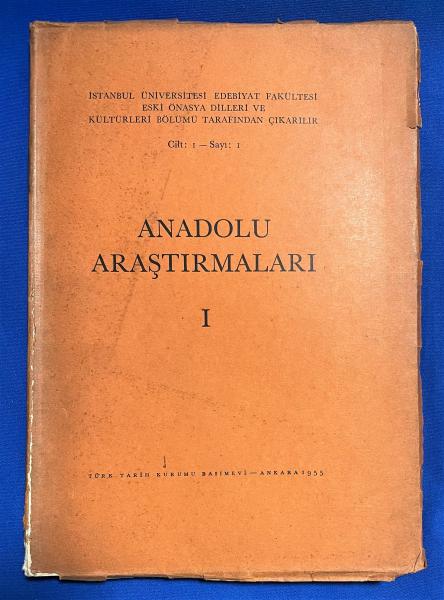 İSTANBUL ÜNİVERSİTESİ EDEBİYAT FAKÜLTESİ
ESKİ ÖNASYA DİLLERİ VE
KÜLTÜRLERİ BÖLÜMÜ TARAFINDAN ÇIKARILIR
Cilt: 1 — Sayı: 1
ANADOLU
ARAŞTIRMALARI
I
TÜRK TARİH KURUMU BASIMEVİ — ANKARA 1955